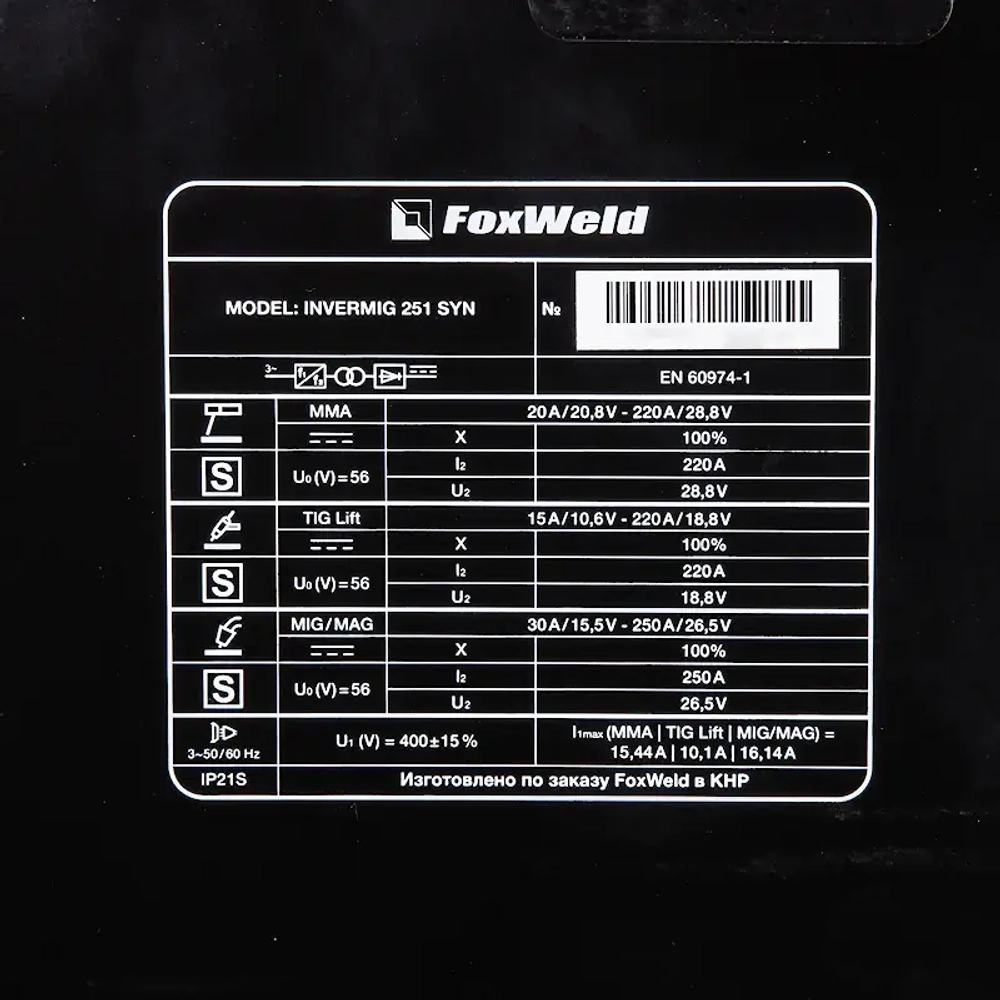 FoxWeld
MODEL: INVERMIG 251 SYN
№
3~ f₁ f₂
EN 60974-1
MMA
20A/20,8V - 220A/28,8V
X
100%
S
U₀ (V)=56
I₂
220A
U₂
28,8V
TIG Lift
15A/10,6V - 220A/18,8V
X
100%
S
U₀ (V)=56
I₂
220A
U₂
18,8V
MIG/MAG
30A/15,5V - 250A/26,5V
X
100%
S
U₀ (V)=56
I₂
250A
U₂
26,5V
3~50/60 Hz
U₁ (V) = 400±15%
I₁max (MMA | TIG Lift | MIG/MAG) =
15,44A | 10,1A | 16,14A
IP21S
Изготовлено по заказу FoxWeld в КНР